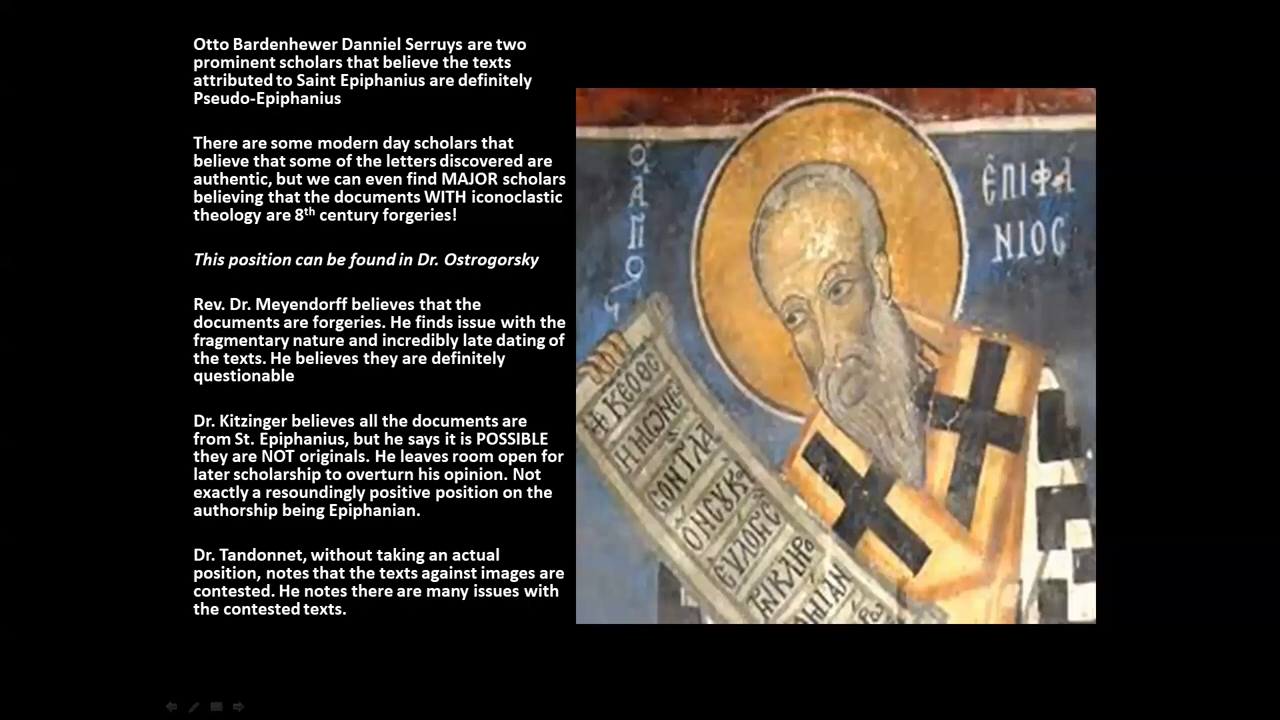 Otto Bardenhewer Danniel Serruys are two
prominent scholars that believe the texts
attributed to Saint Epiphanius are definitely
Pseudo-Epiphanius
There are some modern day scholars that
believe that some of the letters discovered are
authentic, but we can even find MAJOR scholars
believing that the documents WITH iconoclastic
theology are 8th century forgeries!
This position can be found in Dr. Ostrogorsky
Rev. Dr. Meyendorff believes that the
documents are forgeries. He finds issue with the
fragmentary nature and incredibly late dating of
the texts. He believes they are definitely
questionable
Dr. Kitzinger believes all the documents are
from St. Epiphanius, but he says it is POSSIBLE
they are NOT originals. He leaves room open for
later scholarship to overturn his opinion. Not
exactly a resoundingly positive position on the
authorship being Epiphanian.
Dr. Tandonnet, without taking an actual
position, notes that the texts against images are
contested. He notes there are many issues with
the contested texts.
ἘΠΙΦΑ
ΝΙΟC